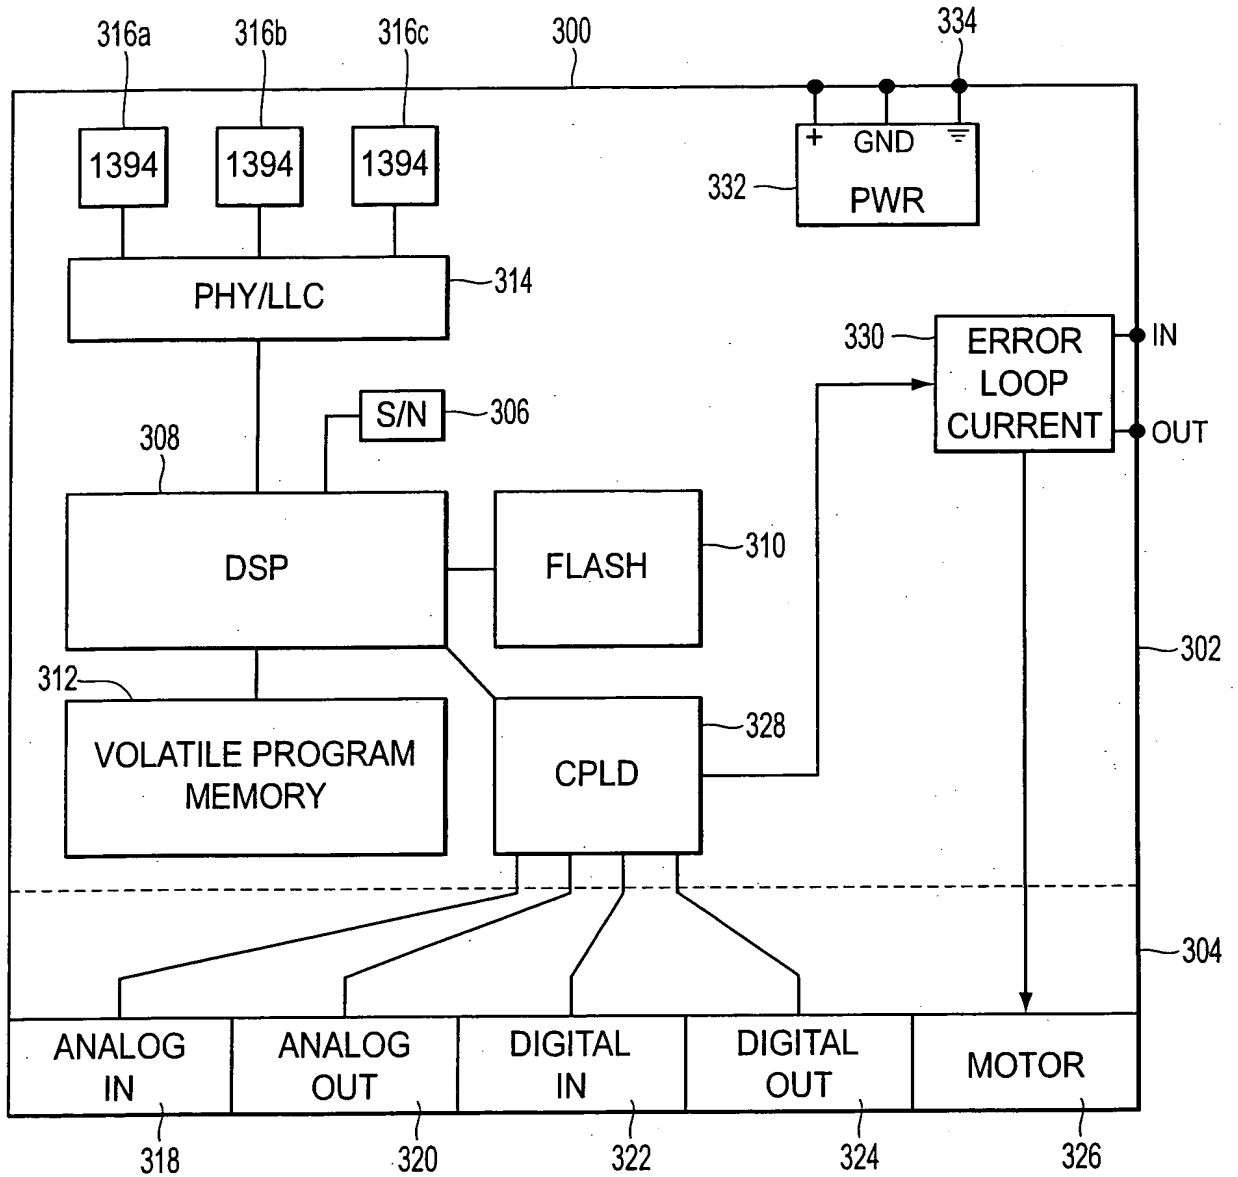 316a
316b
316c
300
334
1394
1394
1394
+
GND
PWR
332
PHY/LLC
314
330
ERROR
LOOP
CURRENT
IN
OUT
S/N
306
308
DSP
FLASH
310
302
312
VOLATILE PROGRAM
MEMORY
CPLD
328
304
ANALOG
IN
ANALOG
OUT
DIGITAL
IN
DIGITAL
OUT
MOTOR
318
320
322
324
326